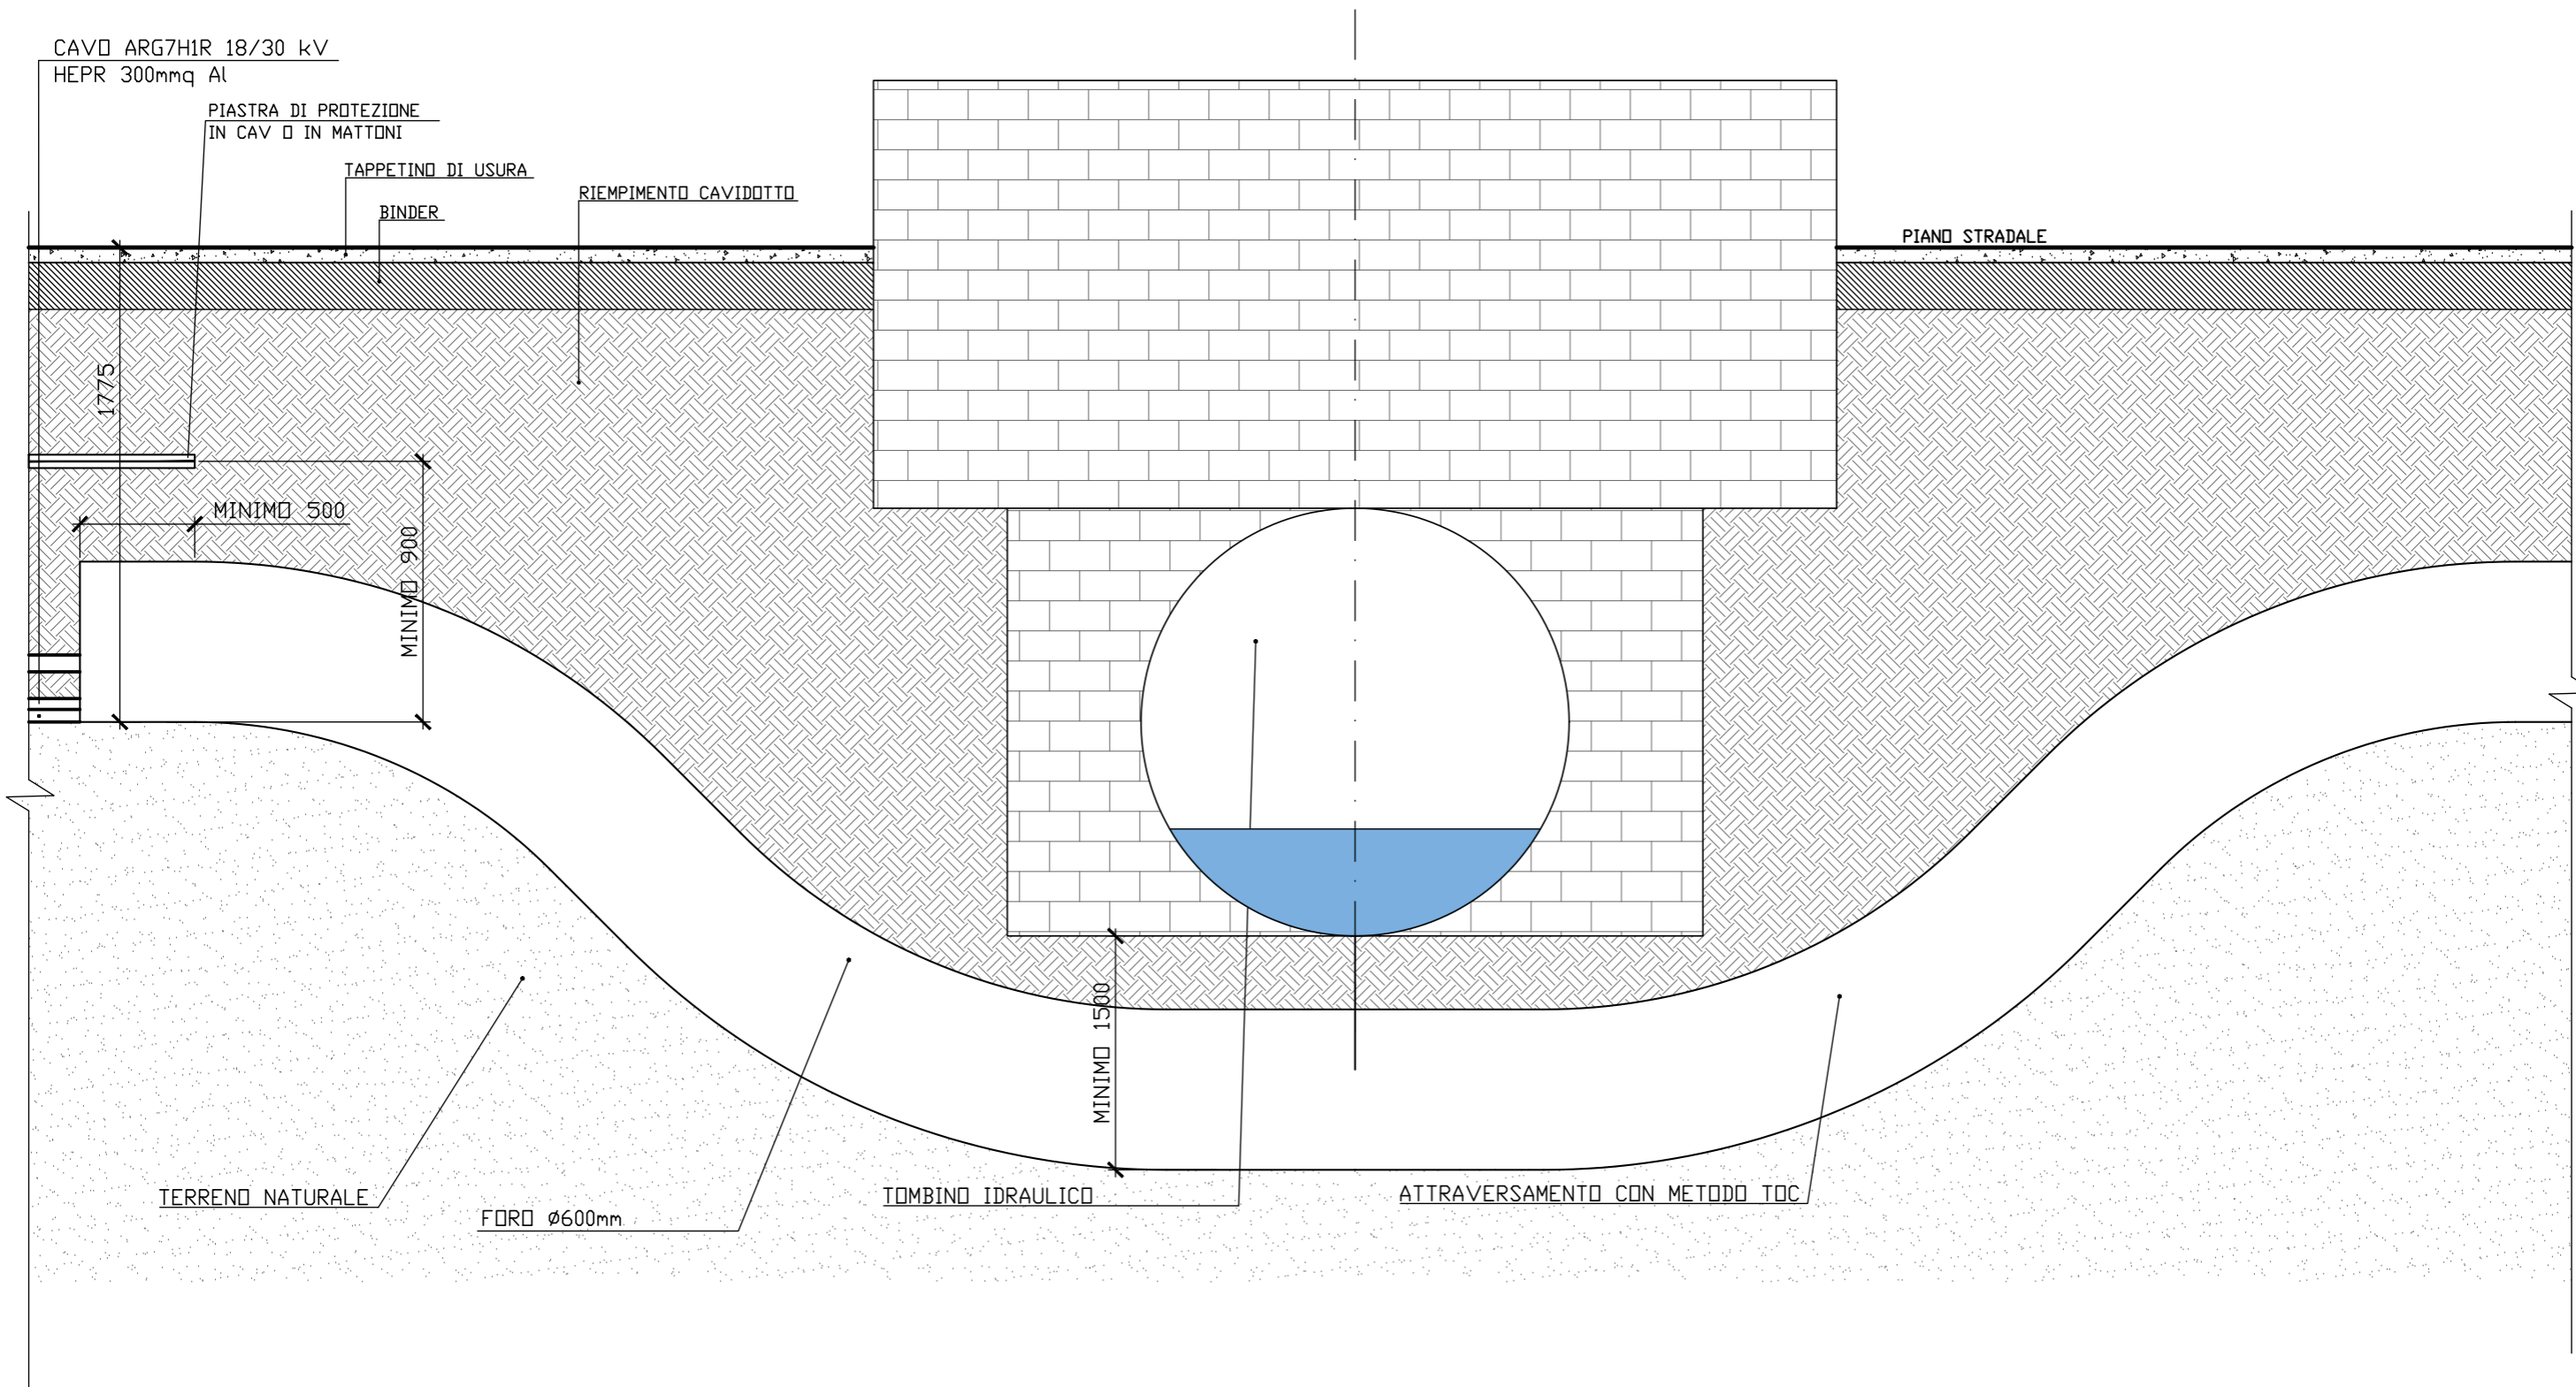 CAVO ARG7H1R 18/30 kV
HEPR 300mmq Al
PIASTRA DI PROTEZIONE
IN CAV O IN MATTONI
TAPPETINO DI USURA
RIEMPIMENTO CAVIDOTTO
BINDER
PIANO STRADALE
1775
MINIMO 500
MINIMO 900
MINIMO 1500
TERRENO NATURALE
FORO Ø600mm
TOMBINO IDRAULICO
ATTRAVERSAMENTO CON METODO TOC